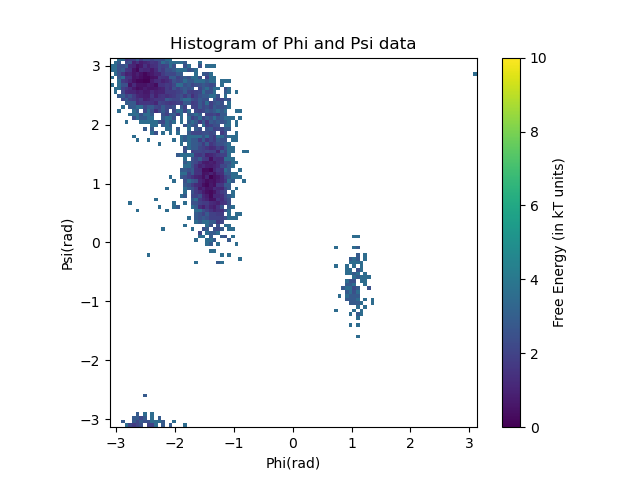 Histogram of Phi and Psi data
3
2
1
0
−1
−2
−3
Psi(rad)
−3 −2 −1 0 1 2 3
Phi(rad)
10
8
6
4
2
0
Free Energy (in kT units)